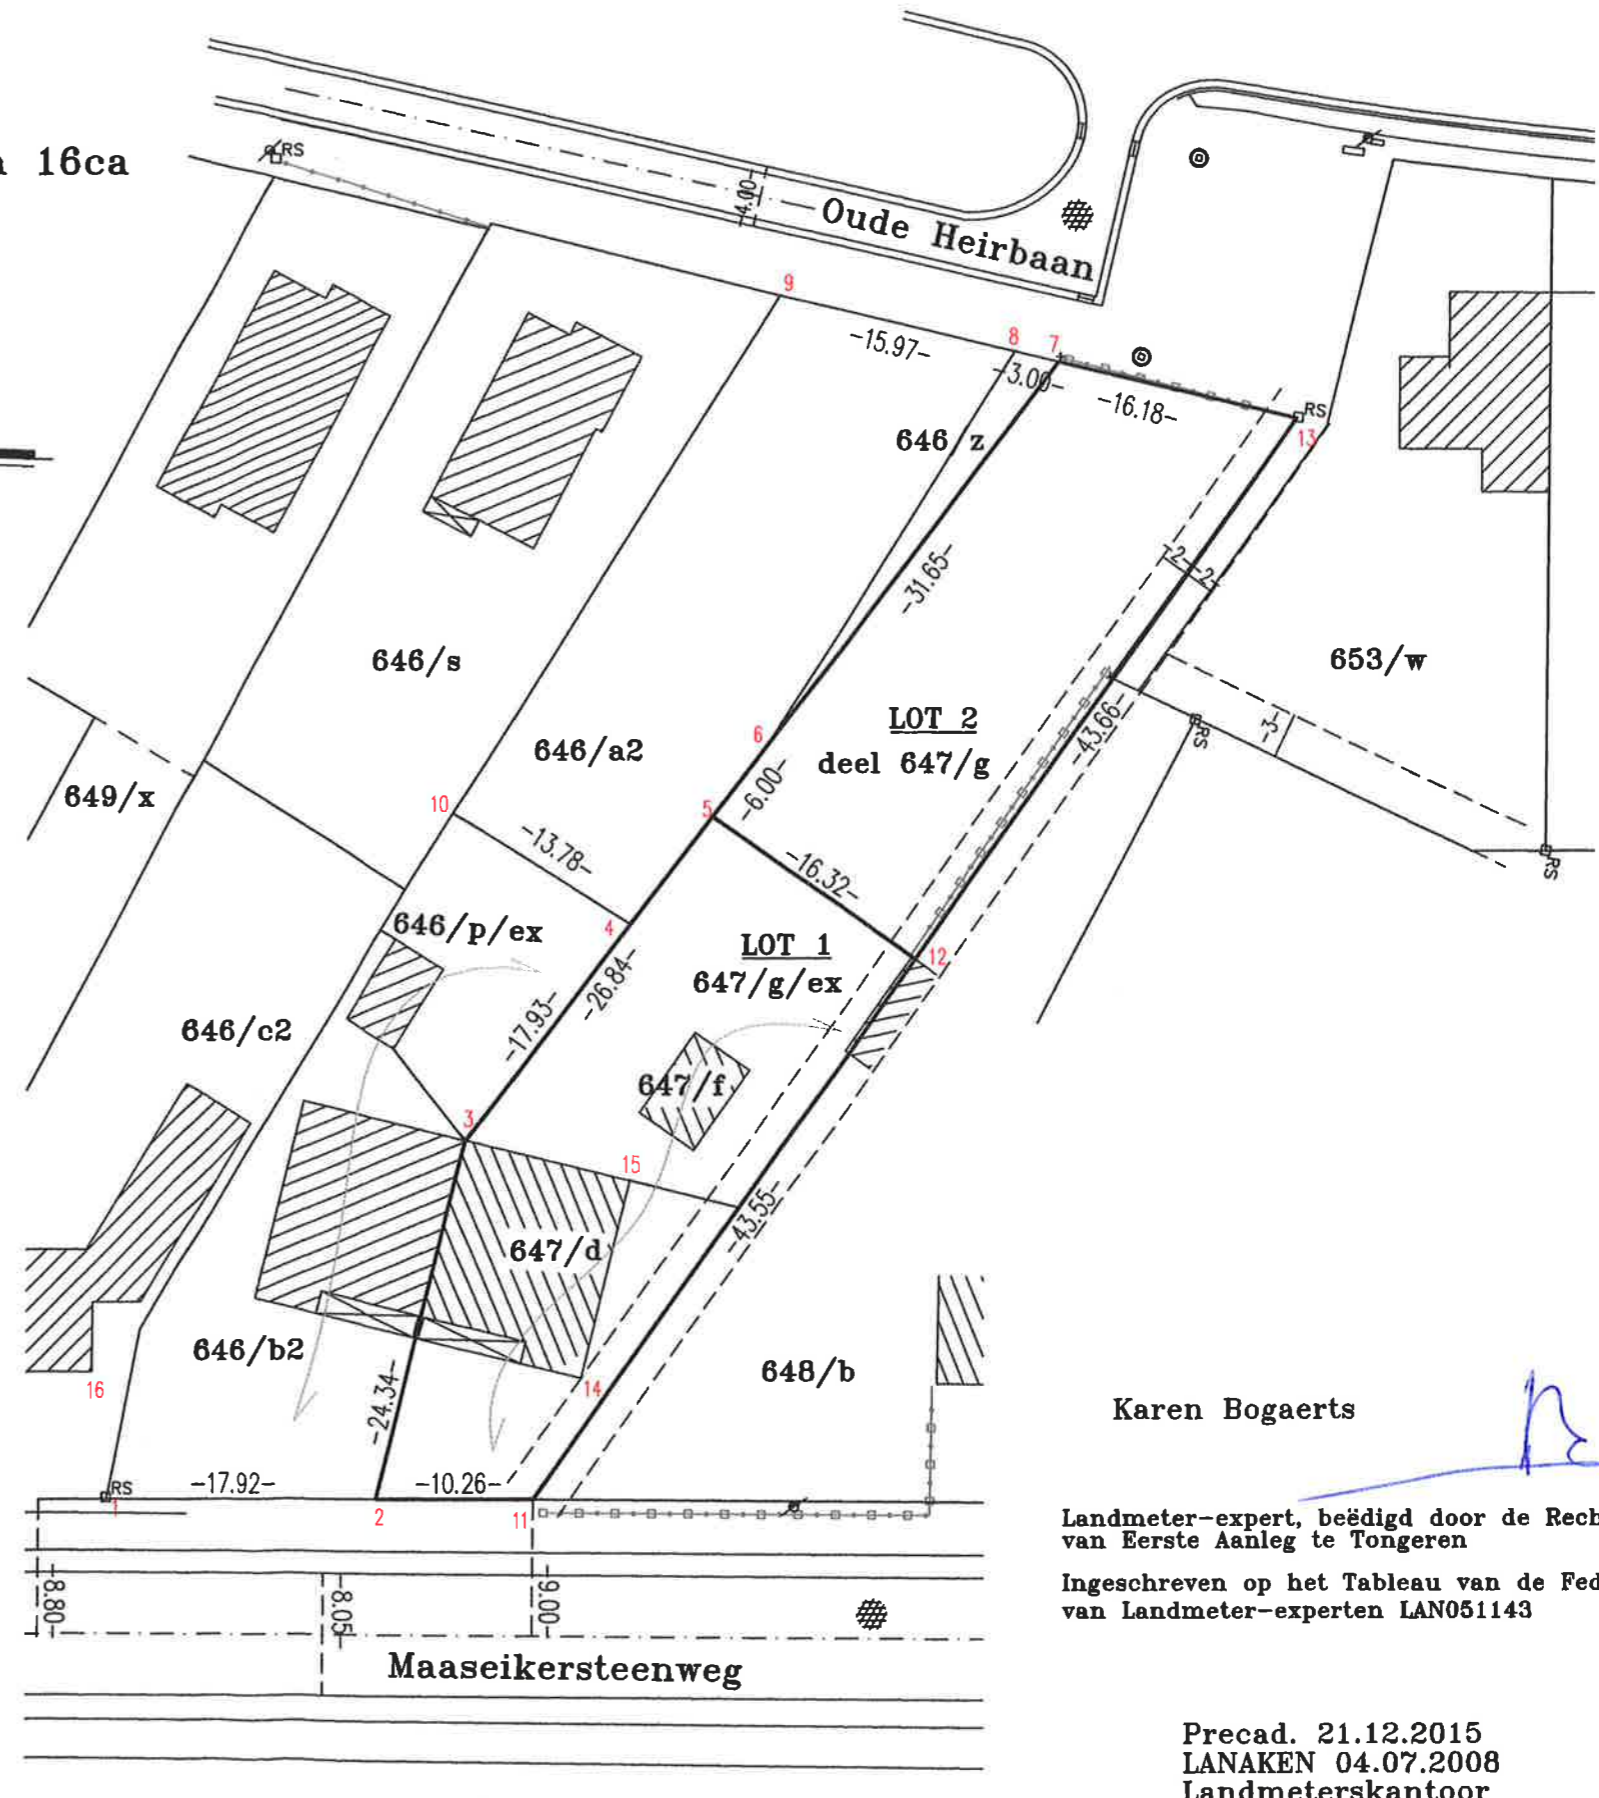 16ca
RS
-4.00-
Oude Heirbaan
9
8
7
-15.97-
-3.00-
-16.18-
RS
13
646/z
-31.65-
-2-
-2-
646/s
653/w
LOT 2
deel 647/g
6
646/a2
-43.66-
RS
-3-
649/x
10
5
-6.00-
-13.78-
-16.32-
RS
646/p/ex
4
LOT 1
647/g/ex
12
-26.84-
-17.93-
646/c2
647/f
3
15
-43.55-
647/d
646/b2
648/b
16
14
-24.34-
Karen Bogaerts
RS
1
-17.92-
2
-10.26-
11
Landmeter-expert, beëdigd door de Rech
van Eerste Aanleg te Tongeren
Ingeschreven op het Tableau van de Fed
van Landmeter-experten LAN051143
-8.80-
-8.05-
-9.00-
Maaseikersteenweg
Precad. 21.12.2015
LANAKEN 04.07.2008
Landmeterskantoor